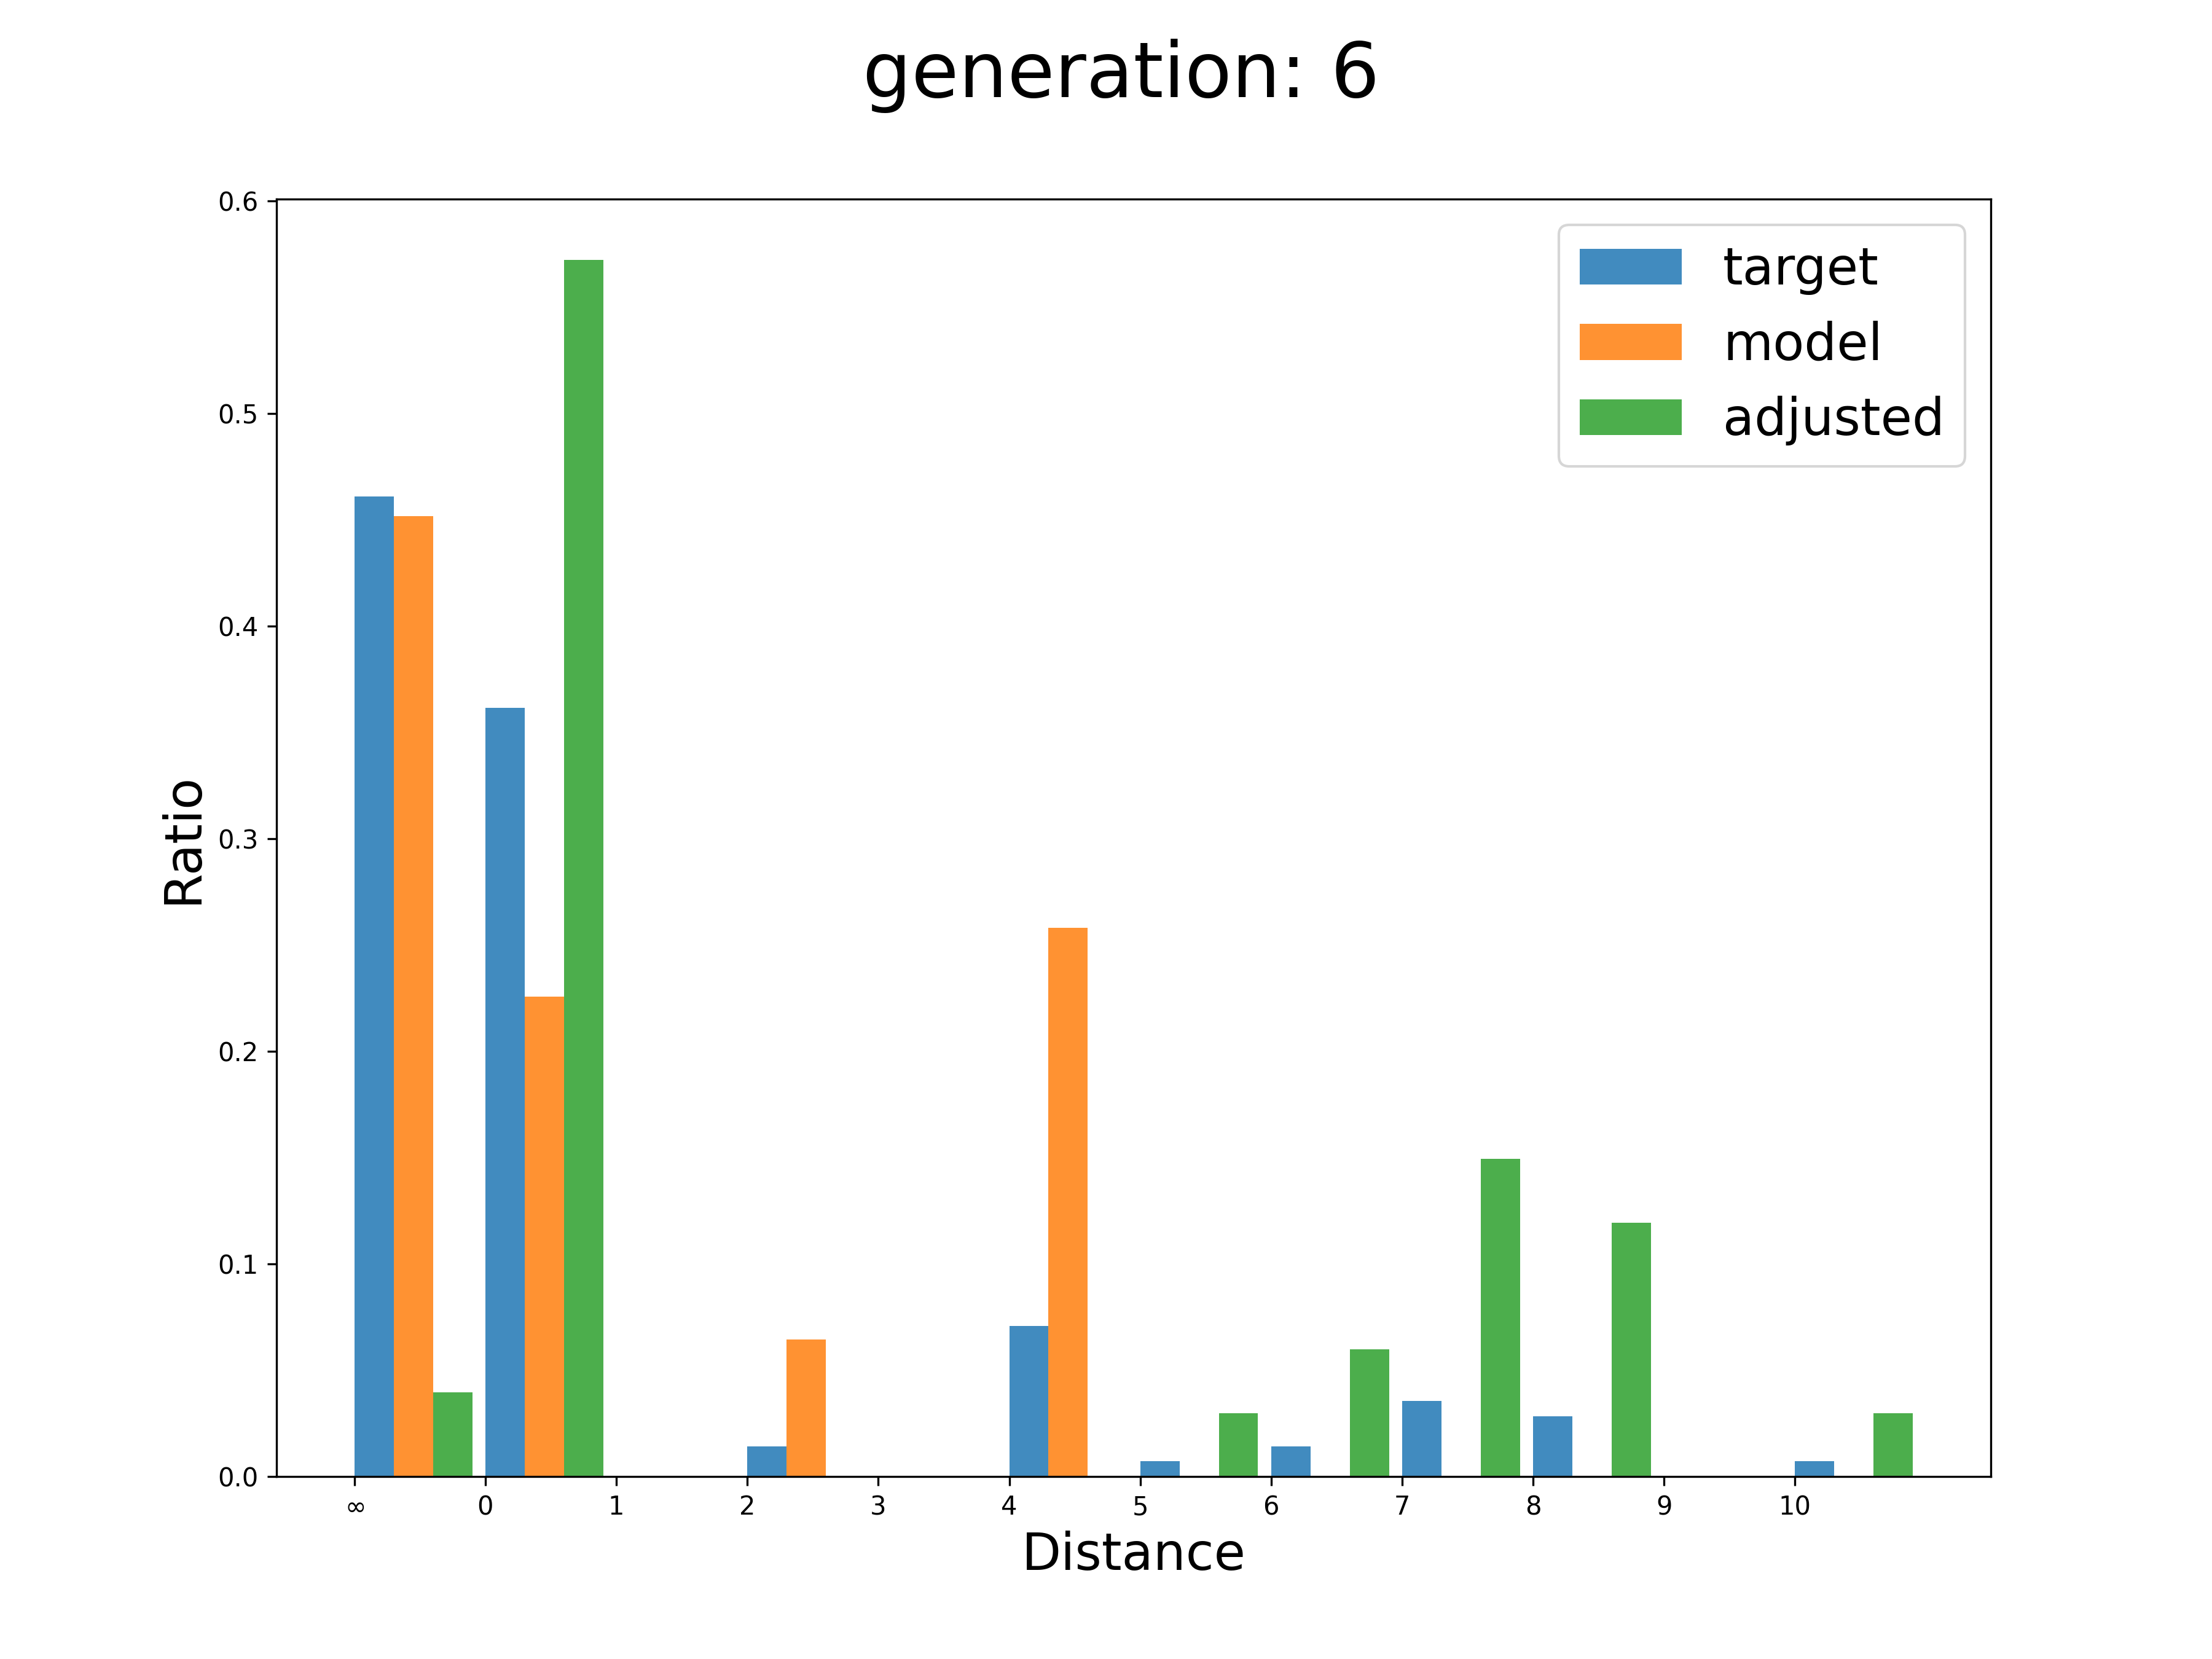 generation: 6
0.6
0.5
0.4
0.3
0.2
0.1
0.0
Ratio
target
model
adjusted
∞ 0 1 2 3 4 5 6 7 8 9 10
Distance